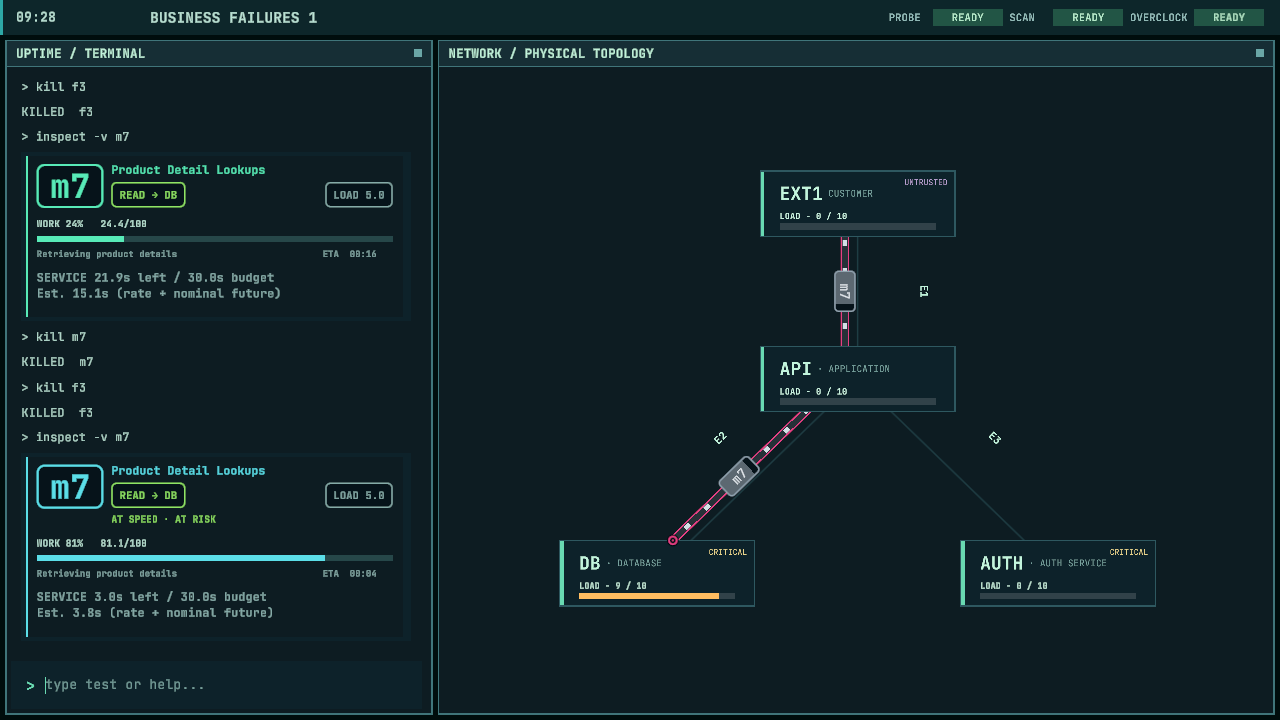 09:28
BUSINESS FAILURES 1
PROBE READY SCAN READY OVERCLOCK READY
UPTIME / TERMINAL
> kill f3
KILLED f3
> inspect -v m7
m7
Product Detail Lookups
READ → DB
LOAD 5.0
WORK 24% 24.4/100
Retrieving product details ETA 00:16
SERVICE 21.9s left / 30.0s budget
Est. 15.1s (rate + nominal future)
> kill m7
KILLED m7
> kill f3
KILLED f3
> inspect -v m7
m7
Product Detail Lookups
READ → DB
LOAD 5.0
AT SPEED · AT RISK
WORK 81% 81.1/100
Retrieving product details ETA 00:04
SERVICE 3.0s left / 30.0s budget
Est. 3.8s (rate + nominal future)
> type test or help...
NETWORK / PHYSICAL TOPOLOGY
UNTRUSTED
EXT1 CUSTOMER
LOAD - 0 / 10
m7
E1
API · APPLICATION
LOAD - 0 / 10
E2
E3
m7
CRITICAL
DB · DATABASE
LOAD - 9 / 10
CRITICAL
AUTH · AUTH SERVICE
LOAD - 0 / 10